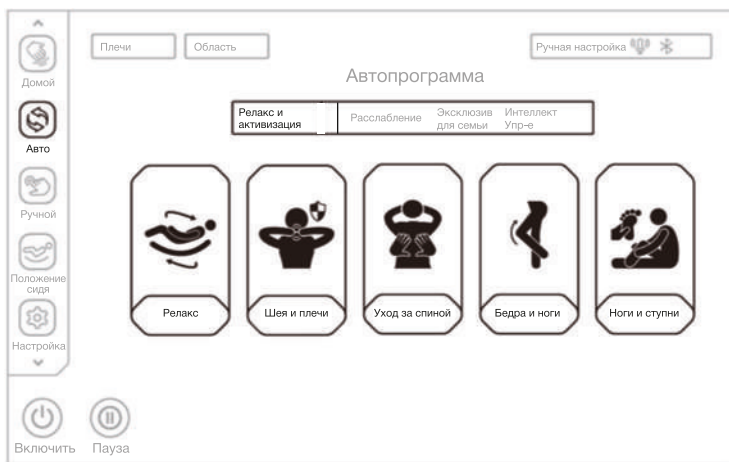 Плечи
Область
Ручная настройка
Домой
Автопрограмма
Релакс и
активизация
Расслабление
Эксклюзив
для семьи
Интеллект
Упр-е
Авто
Ручной
Положение
сидя
Настройка
Релакс
Шея и плечи
Уход за спиной
Бедра и ноги
Ноги и ступни
Включить
Пауза